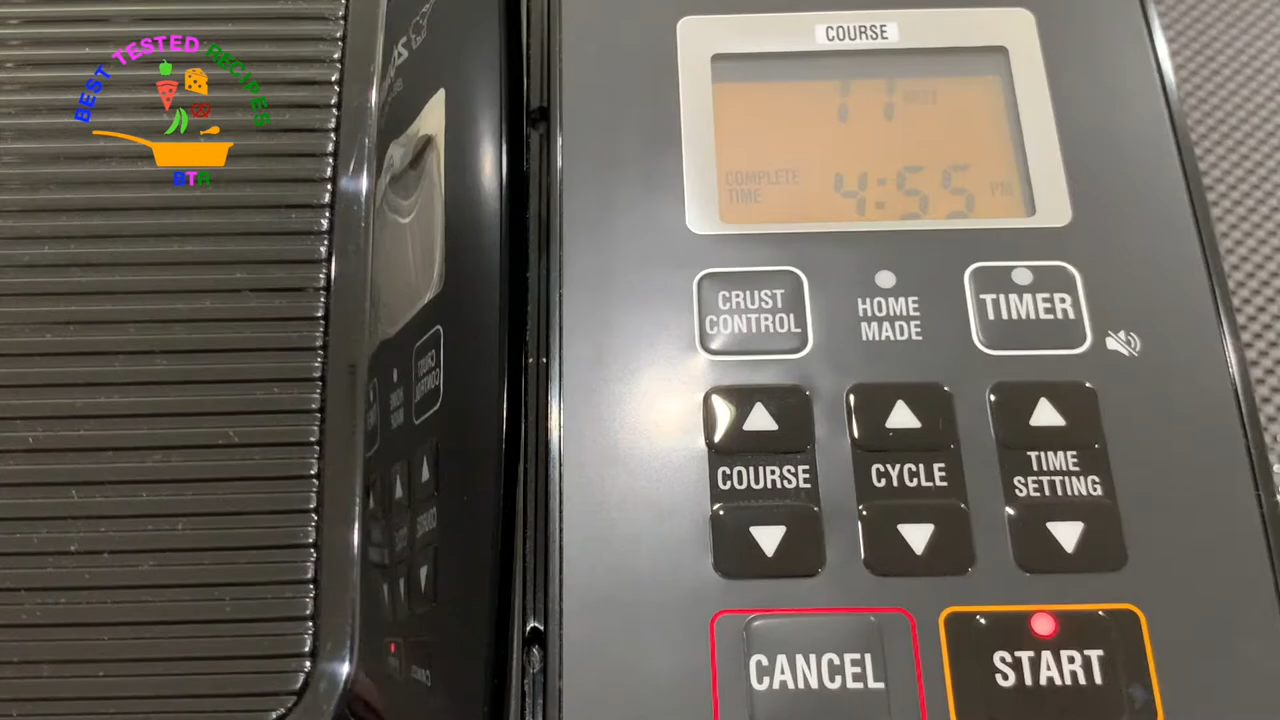 BEST TESTED RECIPES
BTR
COURSE
COMPLETE
TIME
4:55
PM
CRUST
CONTROL
HOME
MADE
TIMER
COURSE
CYCLE
TIME
SETTING
CANCEL
START